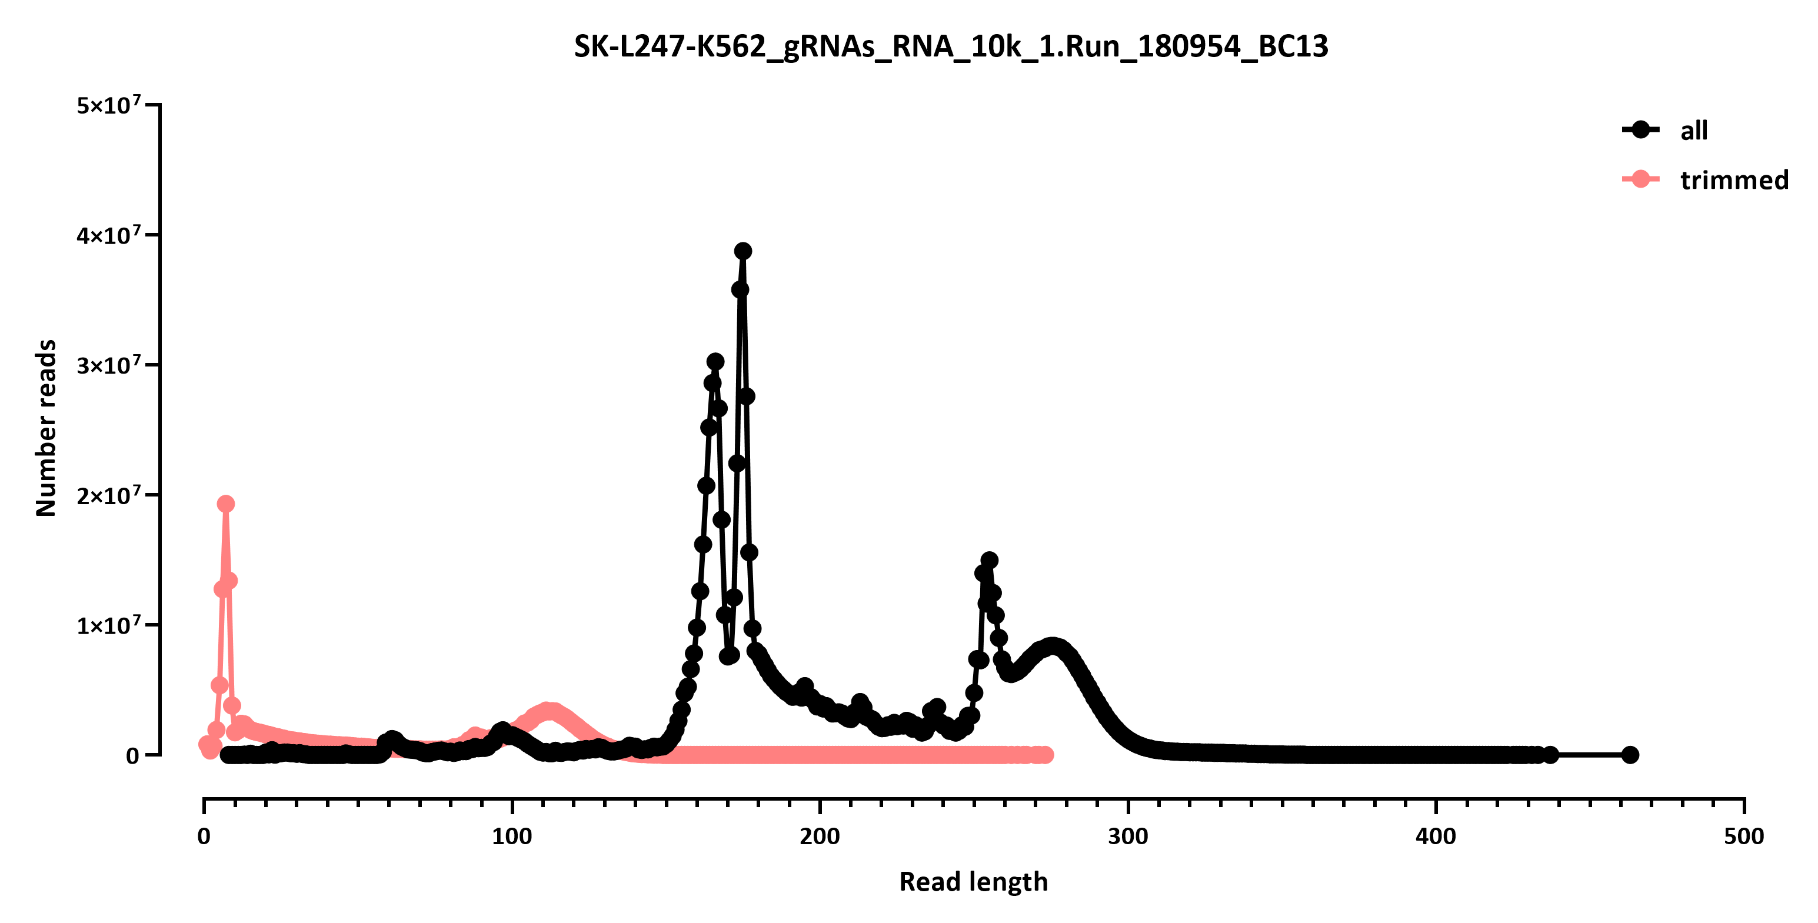 SK-L247-K562_gRNAs_RNA_10k_1.Run_180954_BC13
5×10⁷
4×10⁷
3×10⁷
2×10⁷
1×10⁷
0
Number reads
all
trimmed
0 100 200 300 400 500
Read length